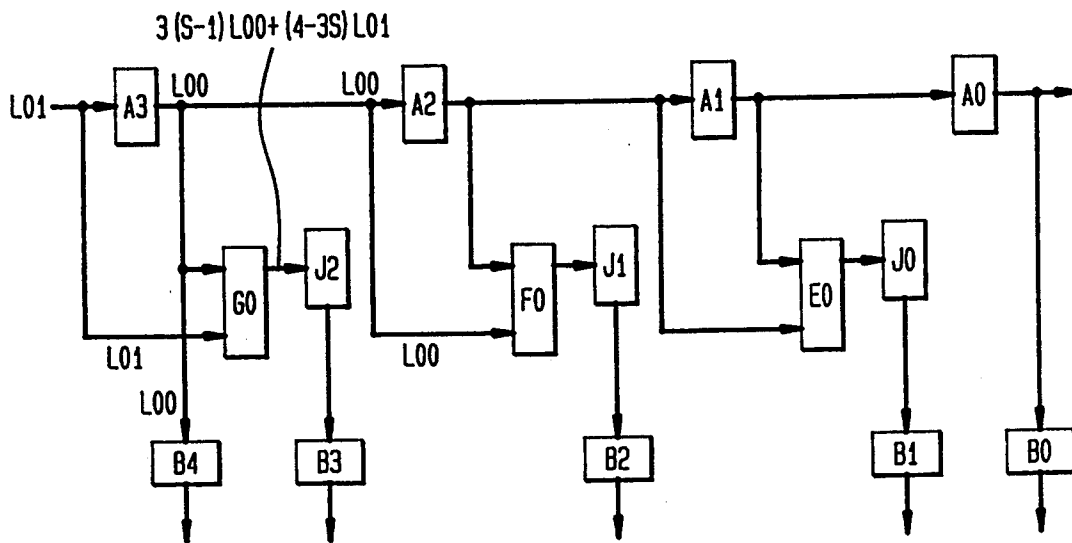 3(S-1)L00+(4-3S)L01
L01
A3
L00
L00
A2
A1
A0
G0
J2
F0
J1
E0
J0
L01
L00
L00
B4
B3
B2
B1
B0